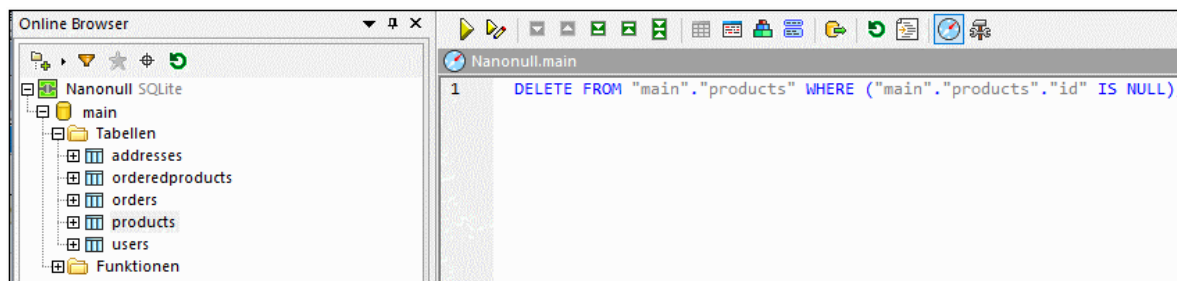 Online Browser
Nanonull SQLite
main
Tabellen
addresses
orderedproducts
orders
products
users
Funktionen
Nanonull.main
1 DELETE FROM "main"."products" WHERE ("main"."products"."id" IS NULL)